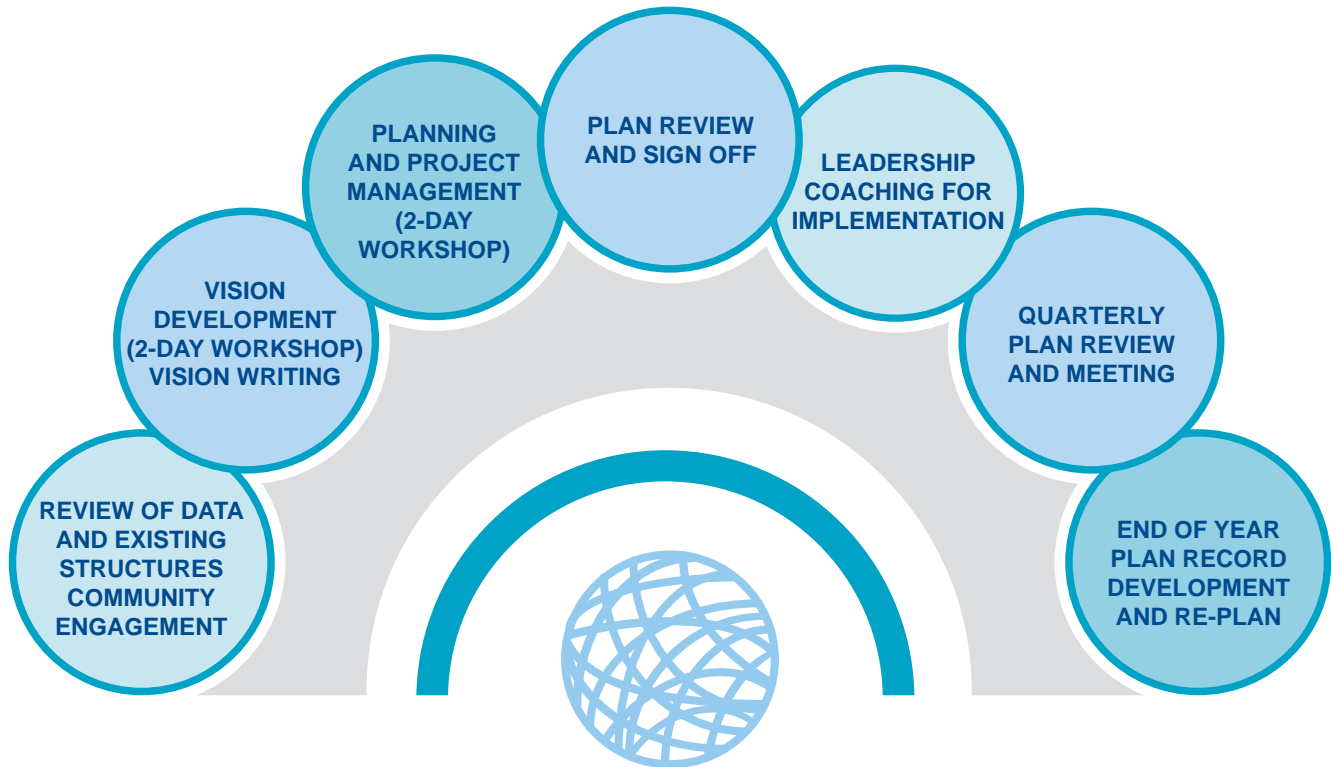 REVIEW OF DATA
AND EXISTING
STRUCTURES
COMMUNITY
ENGAGEMENT
VISION
DEVELOPMENT
(2-DAY WORKSHOP)
VISION WRITING
PLANNING
AND PROJECT
MANAGEMENT
(2-DAY
WORKSHOP)
PLAN REVIEW
AND SIGN OFF
LEADERSHIP
COACHING FOR
IMPLEMENTATION
QUARTERLY
PLAN REVIEW
AND MEETING
END OF YEAR
PLAN RECORD
DEVELOPMENT
AND RE-PLAN